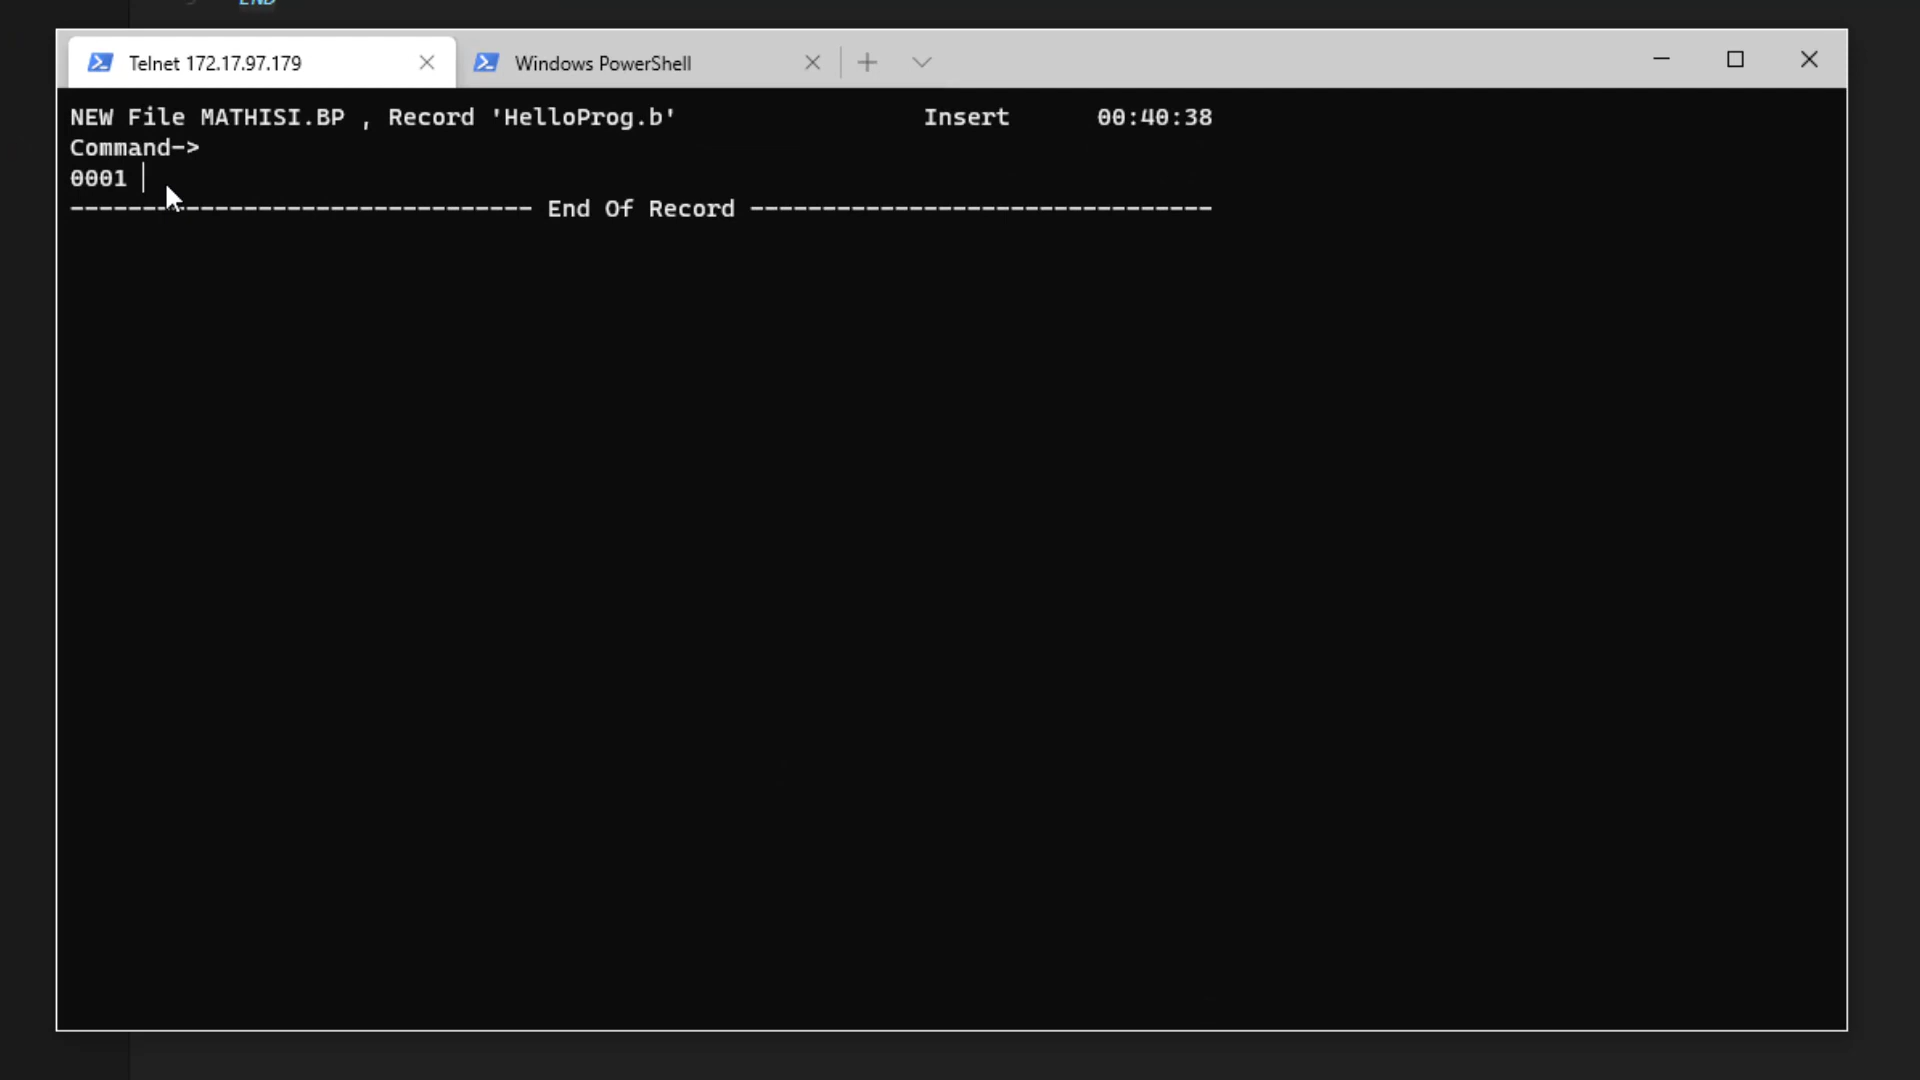 END
Telnet 172.17.97.179 Windows PowerShell
NEW File MATHISI.BP , Record 'HelloProg.b' Insert 00:40:38
Command->
0001
-------------------------------- End Of Record --------------------------------